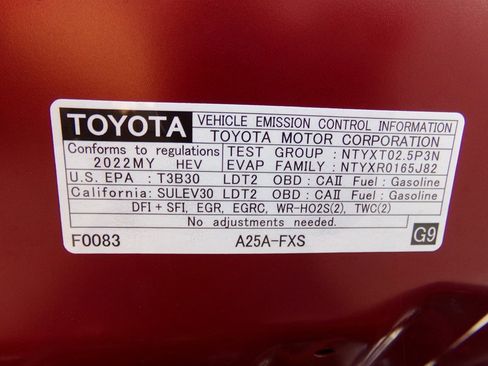 TOYOTA VEHICLE EMISSION CONTROL INFORMATION
TOYOTA MOTOR CORPORATION
Conforms to regulations TEST GROUP : NTYXT02.5P3N
2022MY HEV EVAP FAMILY : NTYXR0165J82
U.S. EPA : T3B30 LDT2 OBD : CAII Fuel : Gasoline
California: SULEV30 LDT2 OBD : CAII Fuel : Gasoline
DFI + SFI, EGR, EGRC, WR-HO2S(2), TWC(2)
No adjustments needed.
F0083 A25A-FXS G9